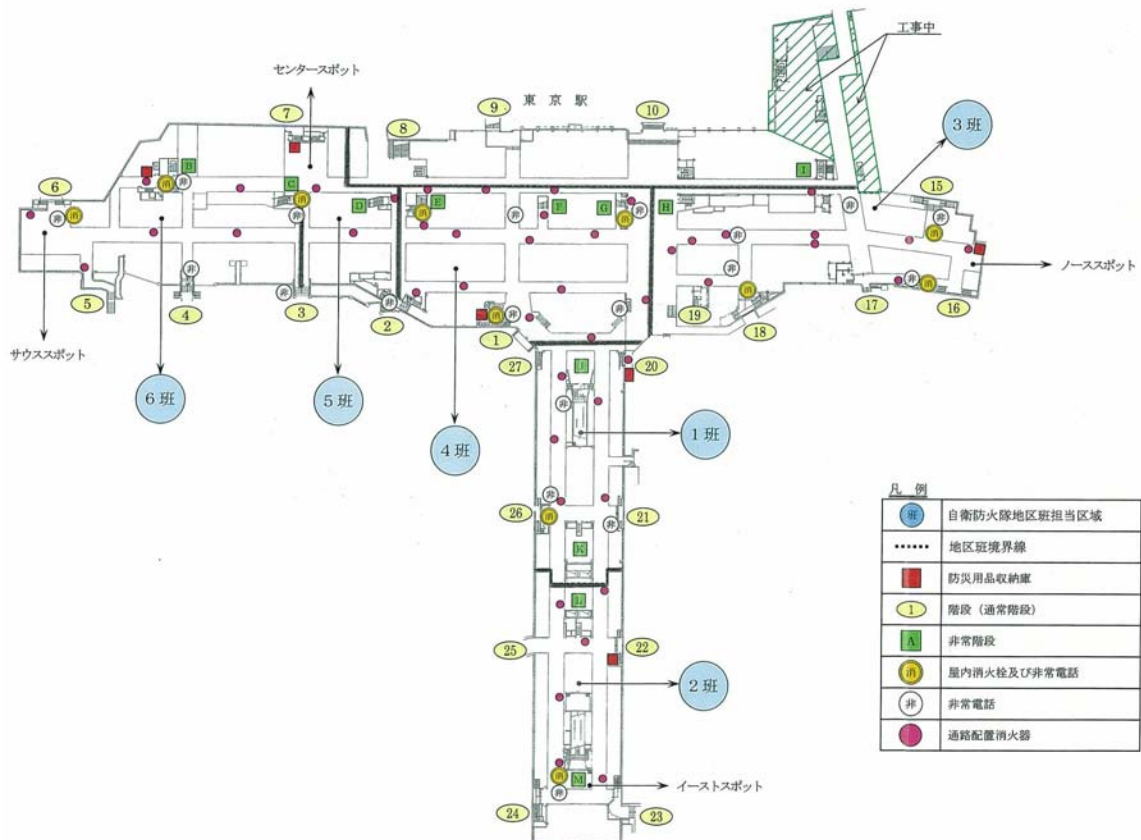 工事中
センタースポット
東 京 駅
7
9
10
8
3 班
6
B
C
D
E
F
G
H
I
15
消
非
ノーススポット
5
4
3
2
1
19
18
17
16
サウススポット
27
20
J
6 班
5 班
4 班
1 班
26
21
K
L
25
22
2 班
M
イーストスポット
24
23
凡 例
班 自衛防火隊地区班担当区域
地区班境界線
防災用品収納庫
1 階段 (通常階段)
A 非常階段
消 屋内消火栓及び非常電話
非 非常電話
通路配置消火器